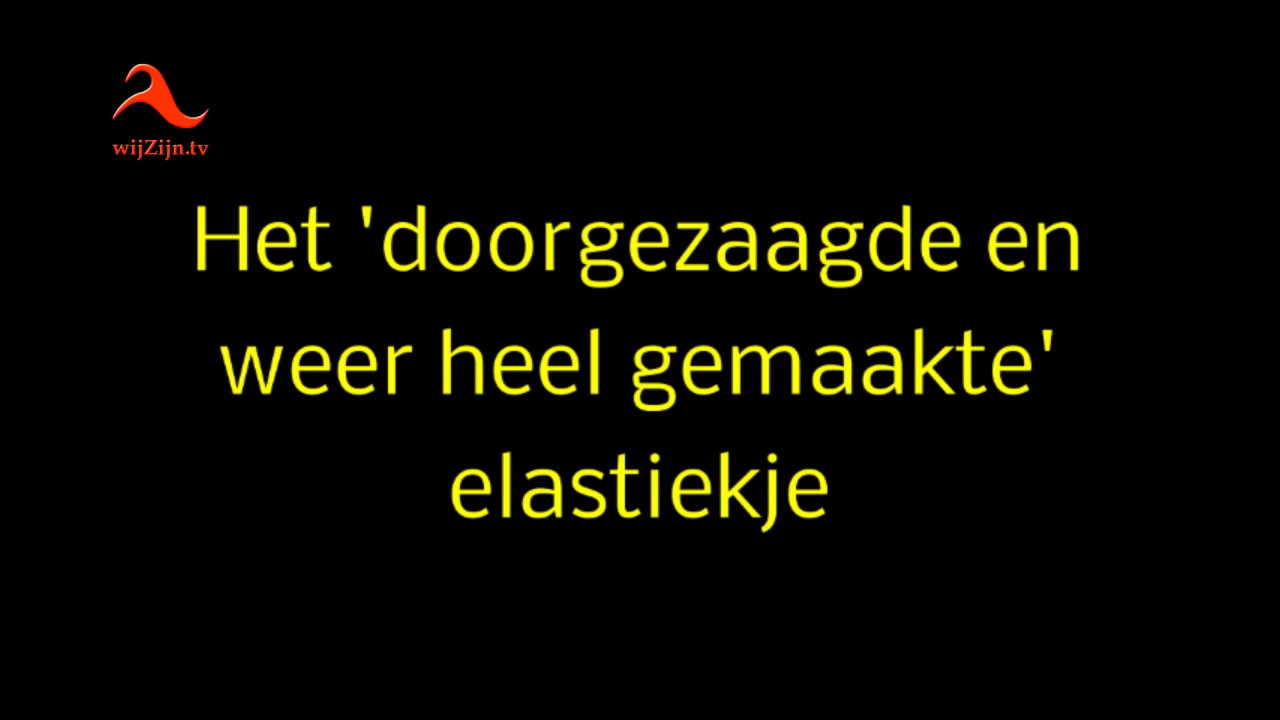 wijZijn.tv
Het 'doorgezaagde en
weer heel gemaakte'
elastiekje